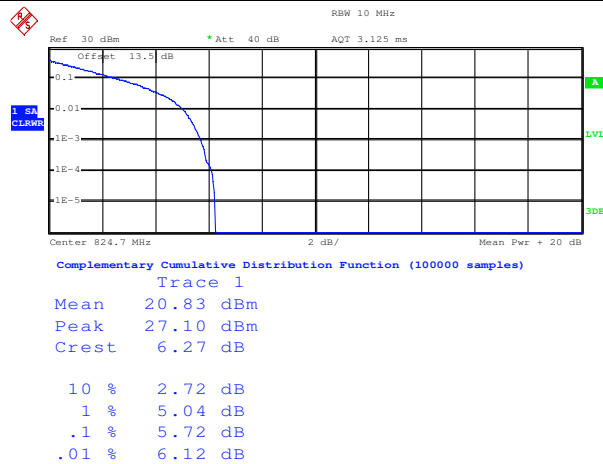 RBW 10 MHz
Ref 30 dBm * Att 40 dB AQT 3.125 ms
Offset 13.5 dB
0.1
A
0.01
1 SA
CLRWR
1E-3
LVL
1E-4
1E-5
3DB
Center 824.7 MHz 2 dB/ Mean Pwr + 20 dB
Complementary Cumulative Distribution Function (100000 samples)
Trace 1
Mean 20.83 dBm
Peak 27.10 dBm
Crest 6.27 dB
10 % 2.72 dB
1 % 5.04 dB
.1 % 5.72 dB
.01 % 6.12 dB